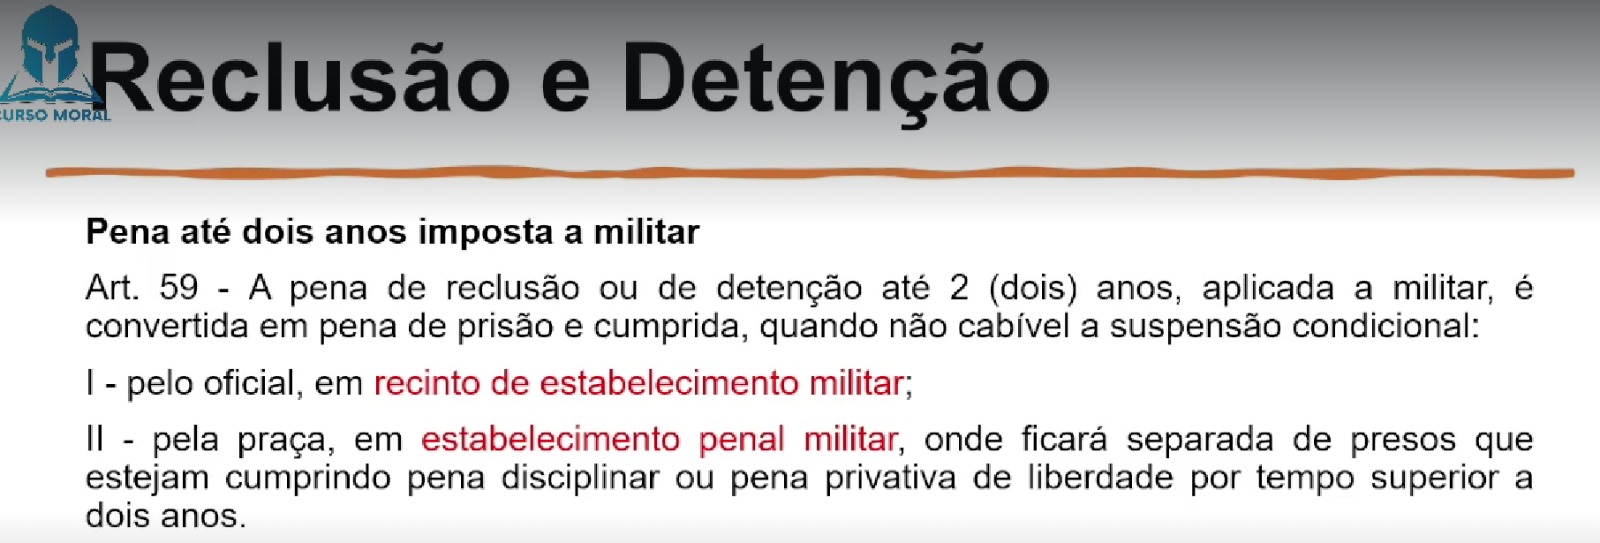 Reclusão e Detenção
CURSO MORAL
Pena até dois anos imposta a militar
Art. 59 - A pena de reclusão ou de detenção até 2 (dois) anos, aplicada a militar, é
convertida em pena de prisão e cumprida, quando não cabível a suspensão condicional:
I - pelo oficial, em recinto de estabelecimento militar;
II - pela praça, em estabelecimento penal militar, onde ficará separada de presos que
estejam cumprindo pena disciplinar ou pena privativa de liberdade por tempo superior a
dois anos.